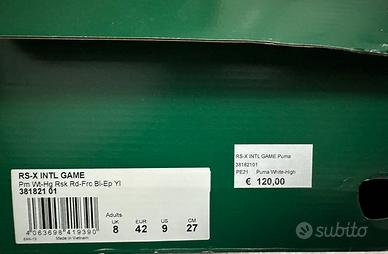 RS-X INTL GAME
Pm Wt-Hg Rsk Rd-Frc Bl-Ep Yl
381821 01
Adults
UK EUR US CM
8 42 9 27
4 063698 419390
Made in Vietnam
RS-X INTL GAME Puma
38182101
PE21 Puma White-High
€ 120,00
subito